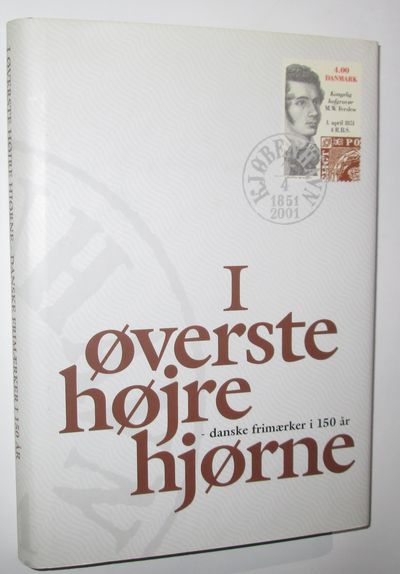 I ØVERSTE HØJRE HJØRNE - DANSKE FRIMÆRKER I 150 ÅR
4.00
DANMARK
Kongelig
hofgravør
M.W. Ferslew
1. april 1851
4 R.B.S.
KJØBENHAVN
1
4
1851
2001
I
øverste
højre
hjørne
- danske frimærker i 150 år